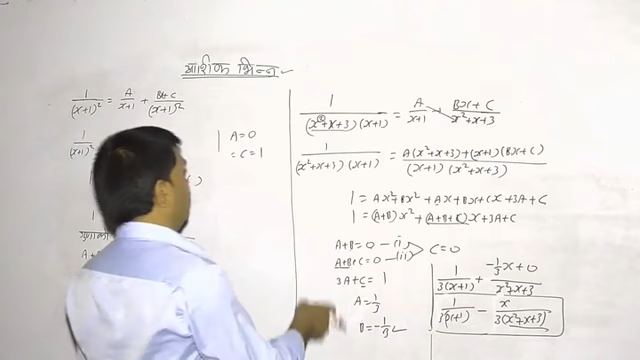 आंशिक भिन्न
1/(x+1)² = A/(x+1) + (B+C)/(x+1)²
1/(x+1)²
A=0
=C=1
1/((x²+x+3)(x+1)) = A/(x+1) + (Bx+C)/(x²+x+3)
1/((x²+x+3)(x+1)) = (A(x²+x+3)+(x+1)(Bx+C))/((x+1)(x²+x+3))
1 = Ax²+Bx²+Ax+Bx+Cx+3A+C
1 = (A+B)x²+(A+B+C)x+3A+C
A+B=0 —(i)
A+B+C=0 —(ii)
C=0
3A+C=1
A=1/3
B=-1/3
1/(3(x+1)) + (-1/3x+0)/(x²+x+3)
1/(3(x+1)) - x/(3(x²+x+3))